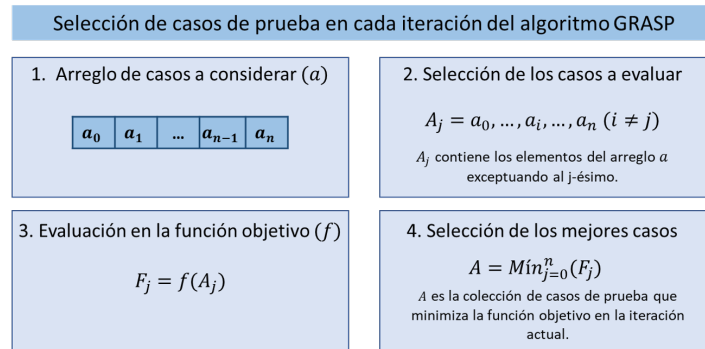 Selección de casos de prueba en cada iteración del algoritmo GRASP
1. Arreglo de casos a considerar (a)
a₀ a₁ ... aₙ₋₁ aₙ
2. Selección de los casos a evaluar
Aⱼ = a₀, ..., aᵢ, ..., aₙ (i ≠ j)
Aⱼ contiene los elementos del arreglo a
exceptuando al j-ésimo.
3. Evaluación en la función objetivo (f)
Fⱼ = f(Aⱼ)
4. Selección de los mejores casos
A = Mínⱼ₌₀ⁿ(Fⱼ)
A es la colección de casos de prueba que
minimiza la función objetivo en la iteración
actual.